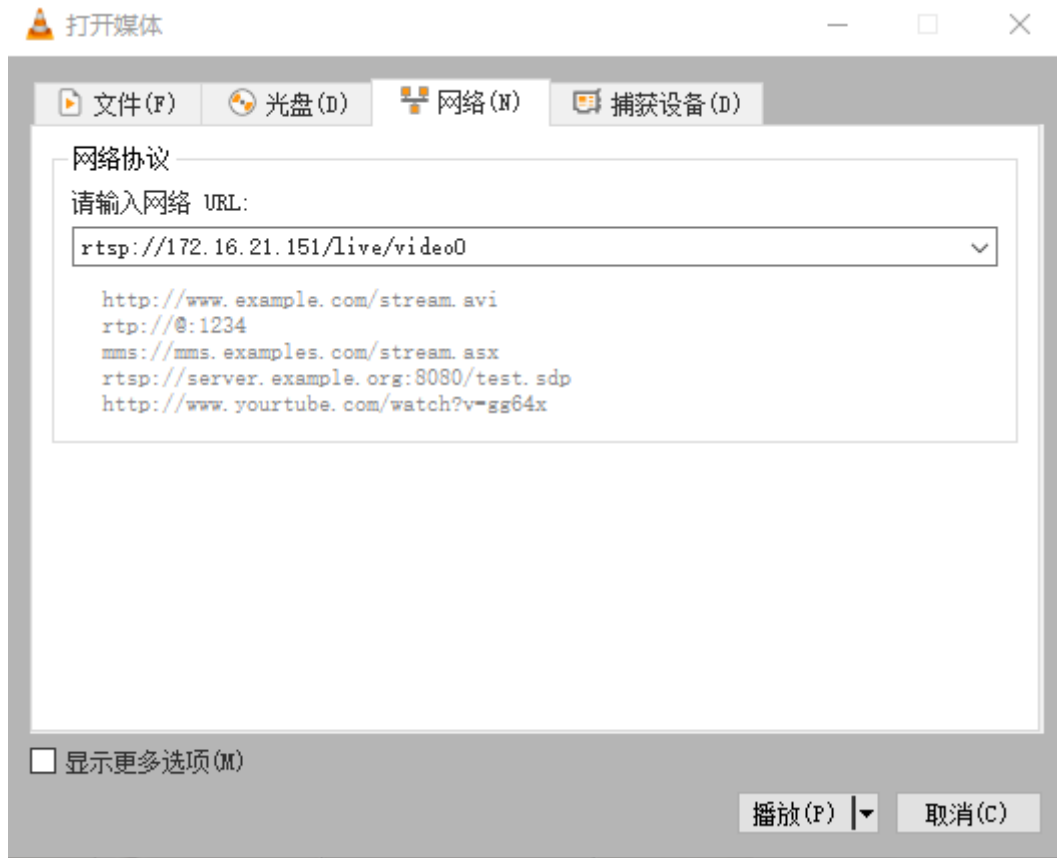 打开媒体
文件(F) 光盘(D) 网络(N) 捕获设备(D)
网络协议
请输入网络 URL:
rtsp://172.16.21.151/live/video0
http://www.example.com/stream.avi
rtp://@:1234
mms://mms.examples.com/stream.asx
rtsp://server.example.org:8080/test.sdp
http://www.yourtube.com/watch?v=gg64x
显示更多选项(M)
播放(P) 取消(C)